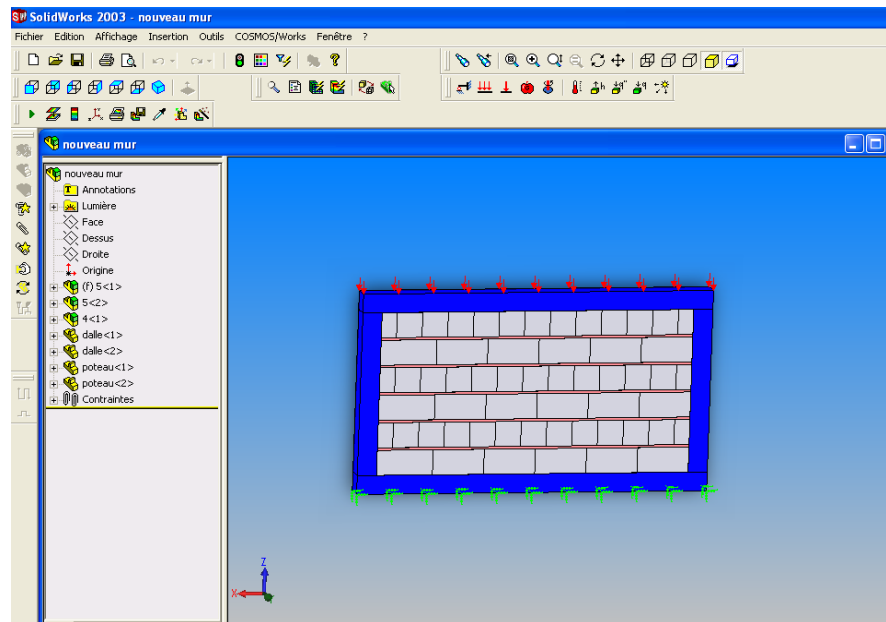 SolidWorks 2003 - nouveau mur
Fichier Edition Affichage Insertion Outils COSMOS/Works Fenêtre ?
nouveau mur
nouveau mur
Annotations
Lumière
Face
Dessus
Droite
Origine
(f) 5<1>
5<2>
4<1>
dalle<1>
dalle<2>
poteau<1>
poteau<2>
Contraintes
Z
X